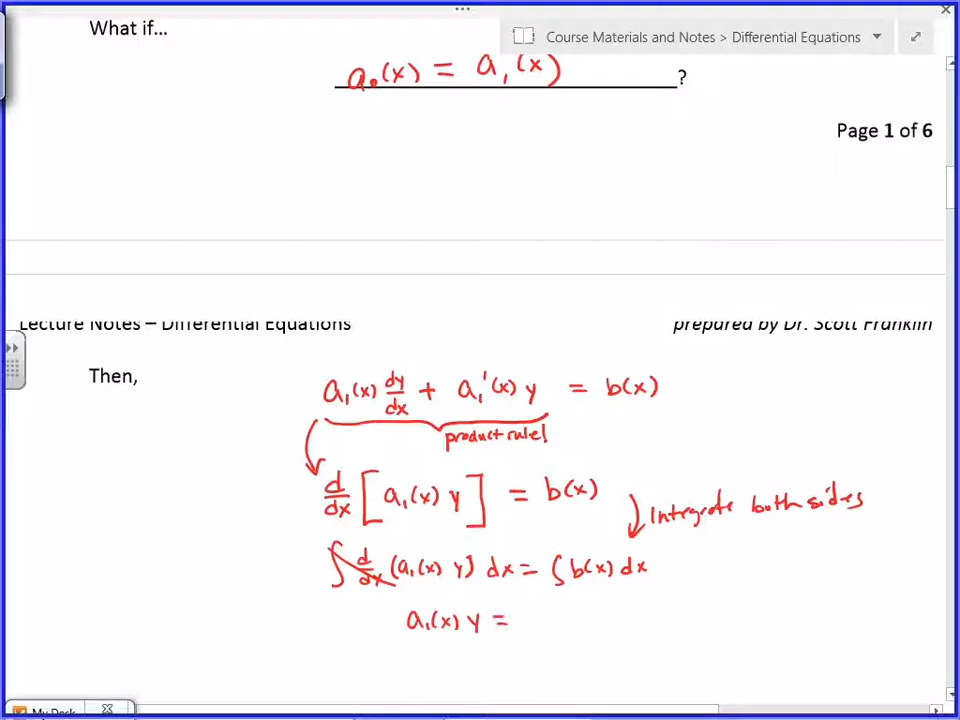 What if...
Course Materials and Notes > Differential Equations
a₀(x) = a₁(x) ?
Page 1 of 6
Lecture Notes – Differential Equations
prepared by Dr. Scott Franklin
Then,
a₁(x) dy/dx + a₁'(x) y = b(x)
product rule!
d/dx [a₁(x) y] = b(x)
Integrate both sides
∫ d/dx (a₁(x) y) dx = ∫ b(x) dx
a₁(x) y =
My Desk